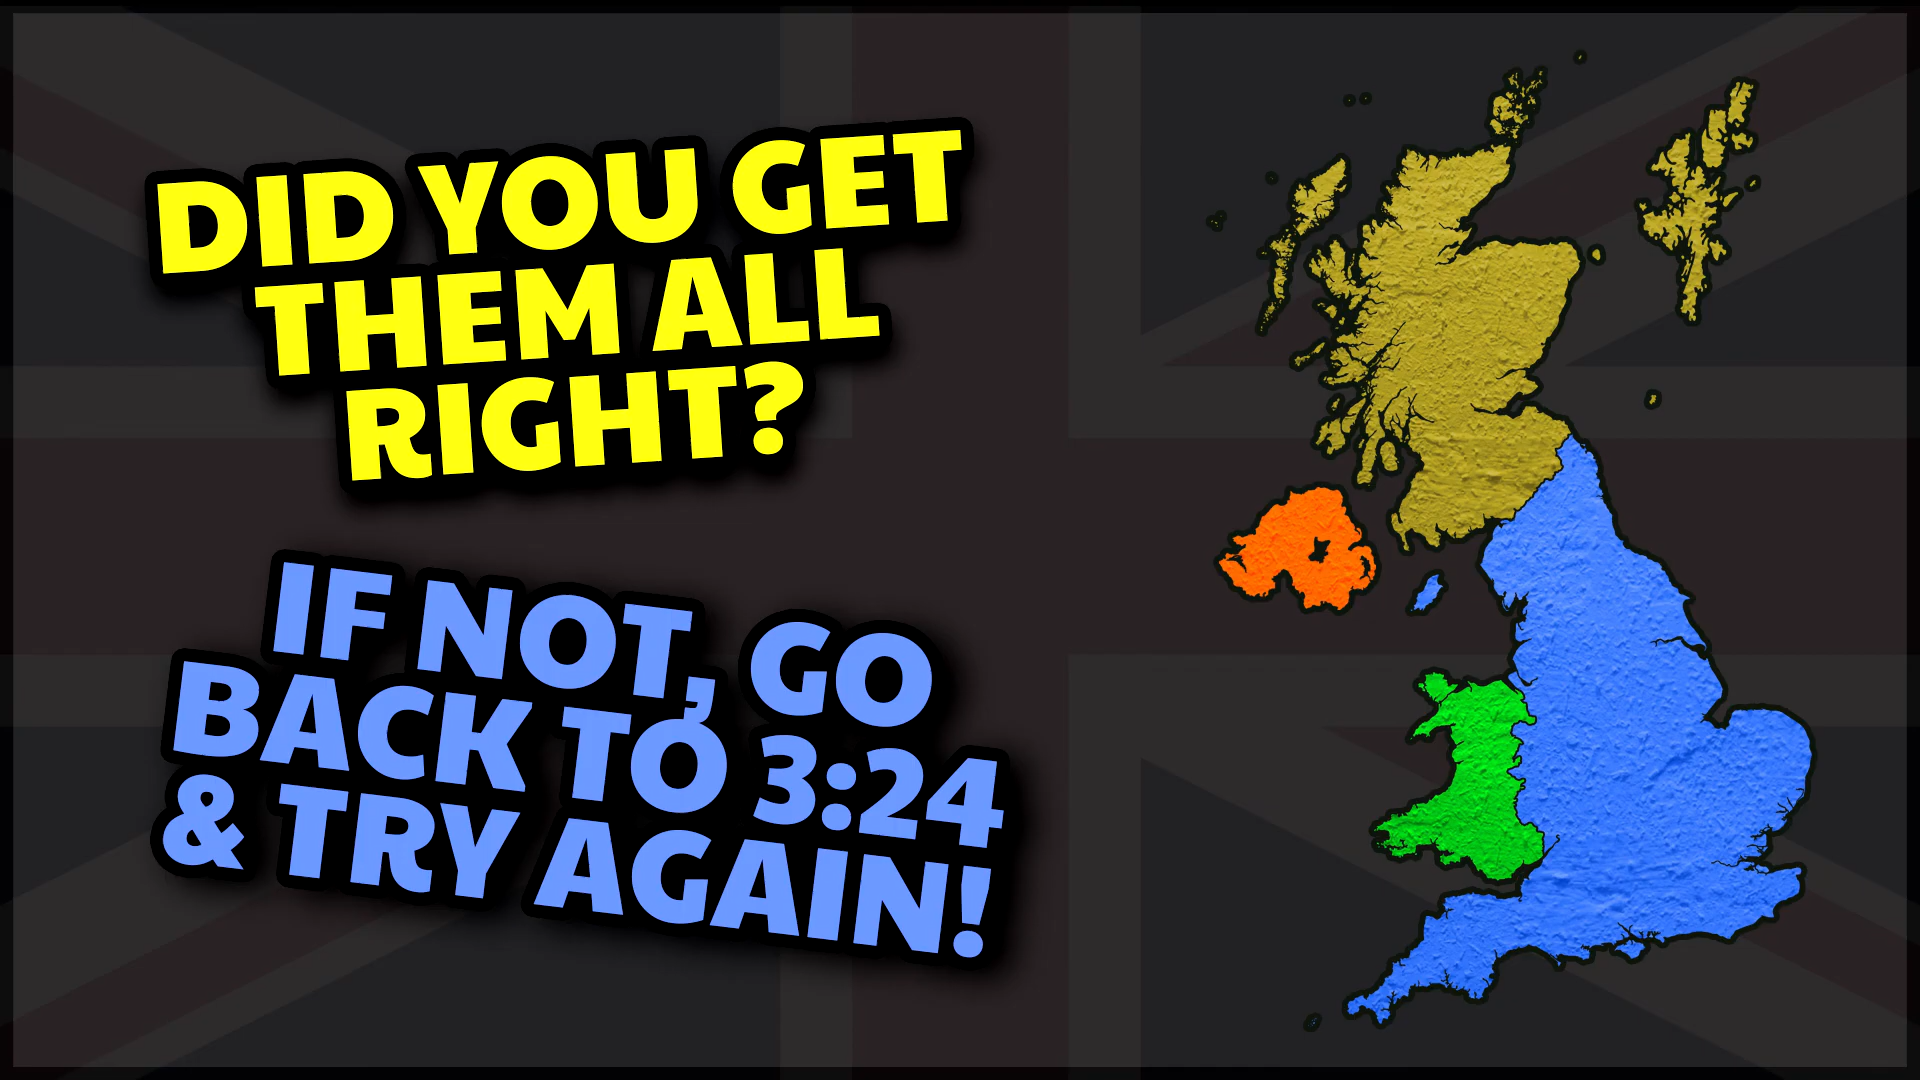 DID YOU GET
THEM ALL
RIGHT?
IF NOT, GO
BACK TO 3:24
& TRY AGAIN!